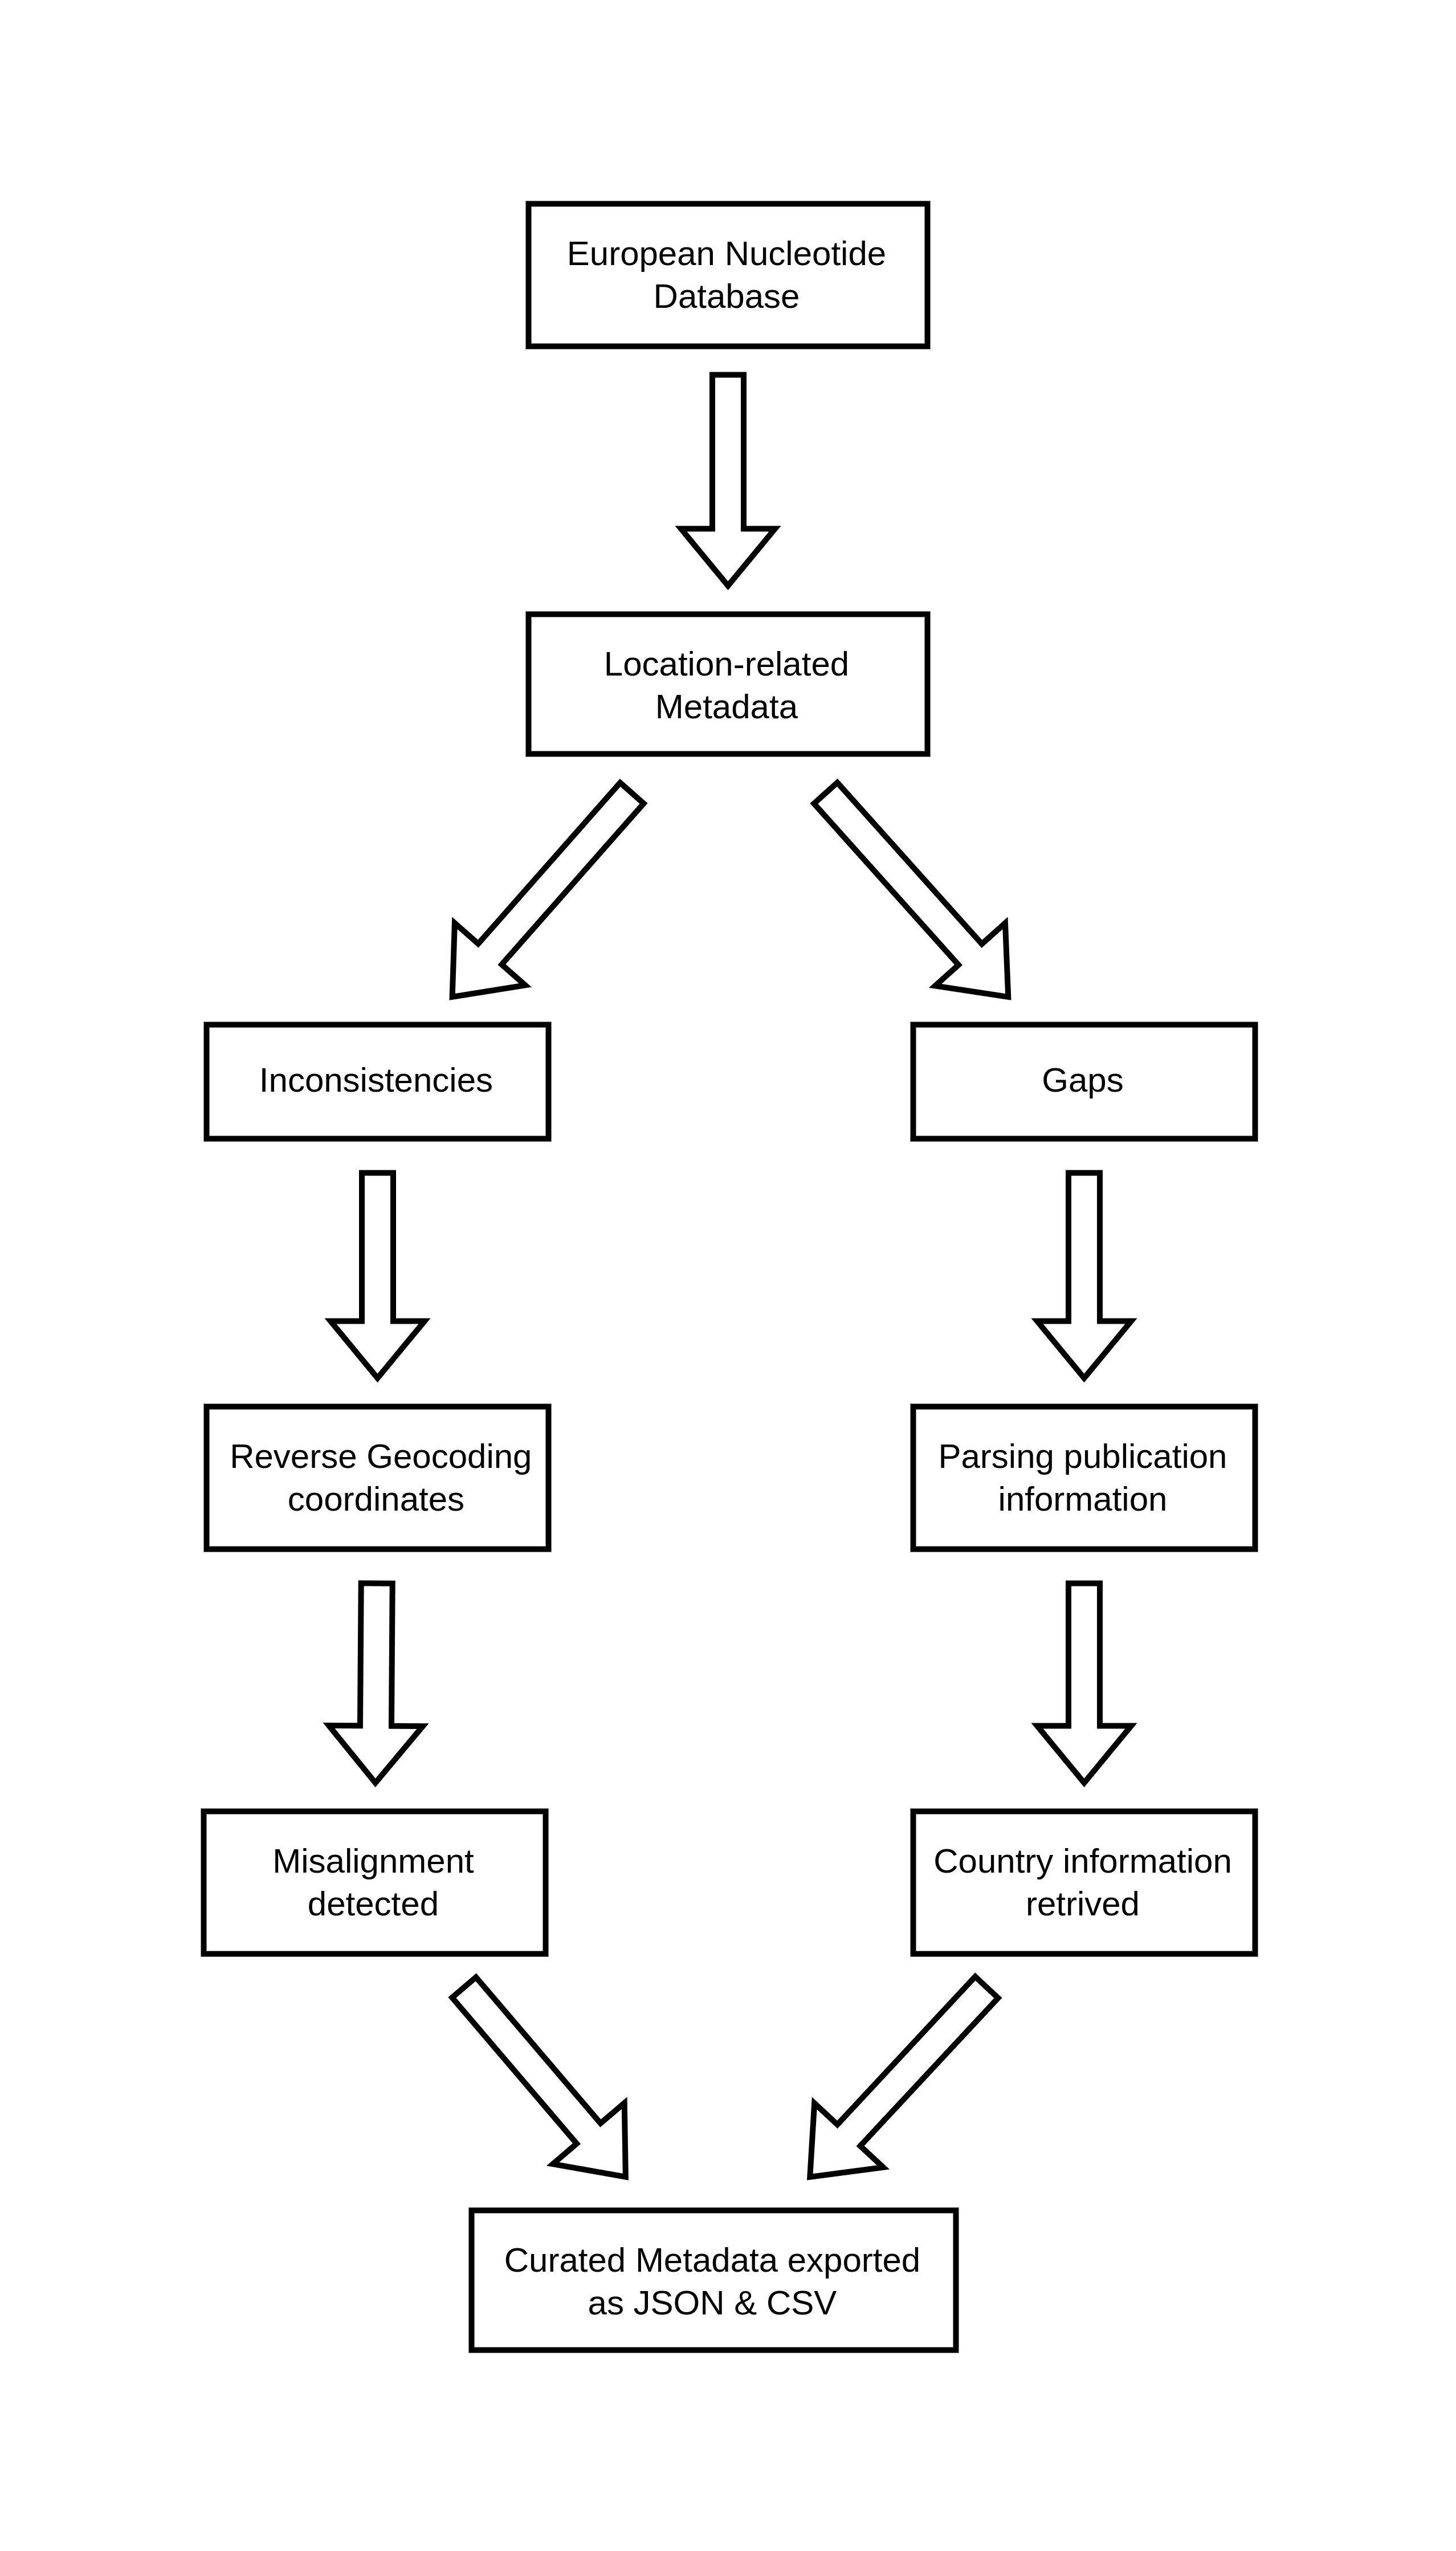 European Nucleotide
Database
Location-related
Metadata
Inconsistencies
Gaps
Reverse Geocoding
coordinates
Parsing publication
information
Misalignment
detected
Country information
retrived
Curated Metadata exported
as JSON & CSV